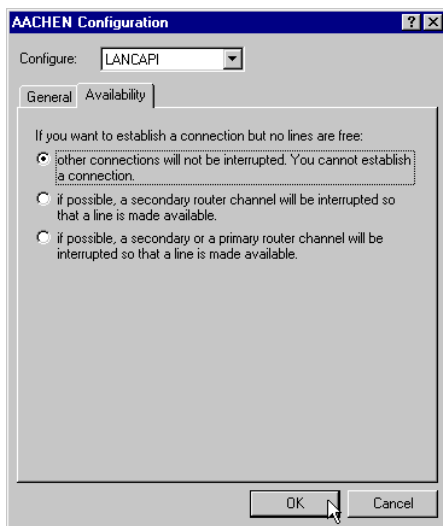 AACHEN Configuration
Configure: LANCAPI
General Availability
If you want to establish a connection but no lines are free:
other connections will not be interrupted. You cannot establish
a connection.
if possible, a secondary router channel will be interrupted so
that a line is made available.
if possible, a secondary or a primary router channel will be
interrupted so that a line is made available.
OK Cancel